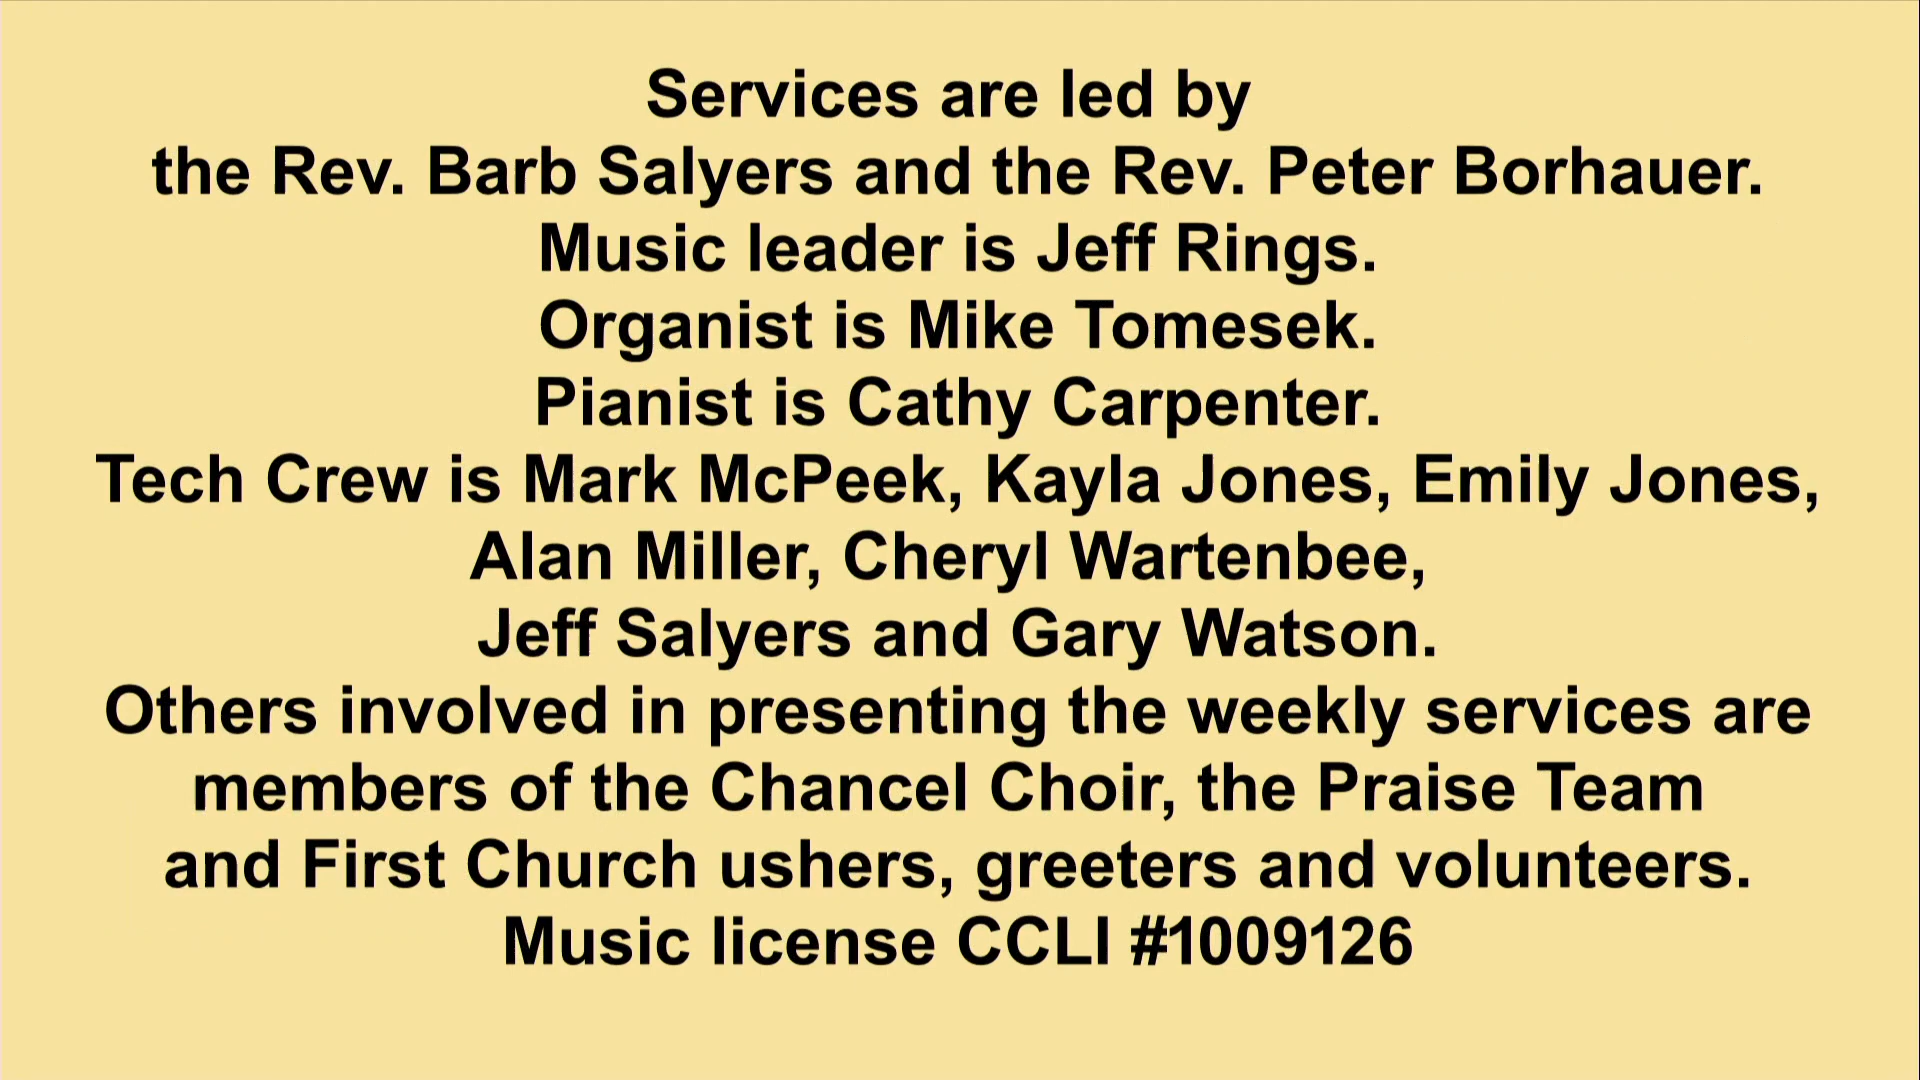 Services are led by
the Rev. Barb Salyers and the Rev. Peter Borhauer.
Music leader is Jeff Rings.
Organist is Mike Tomesek.
Pianist is Cathy Carpenter.
Tech Crew is Mark McPeek, Kayla Jones, Emily Jones,
Alan Miller, Cheryl Wartenbee,
Jeff Salyers and Gary Watson.
Others involved in presenting the weekly services are
members of the Chancel Choir, the Praise Team
and First Church ushers, greeters and volunteers.
Music license CCLI #1009126